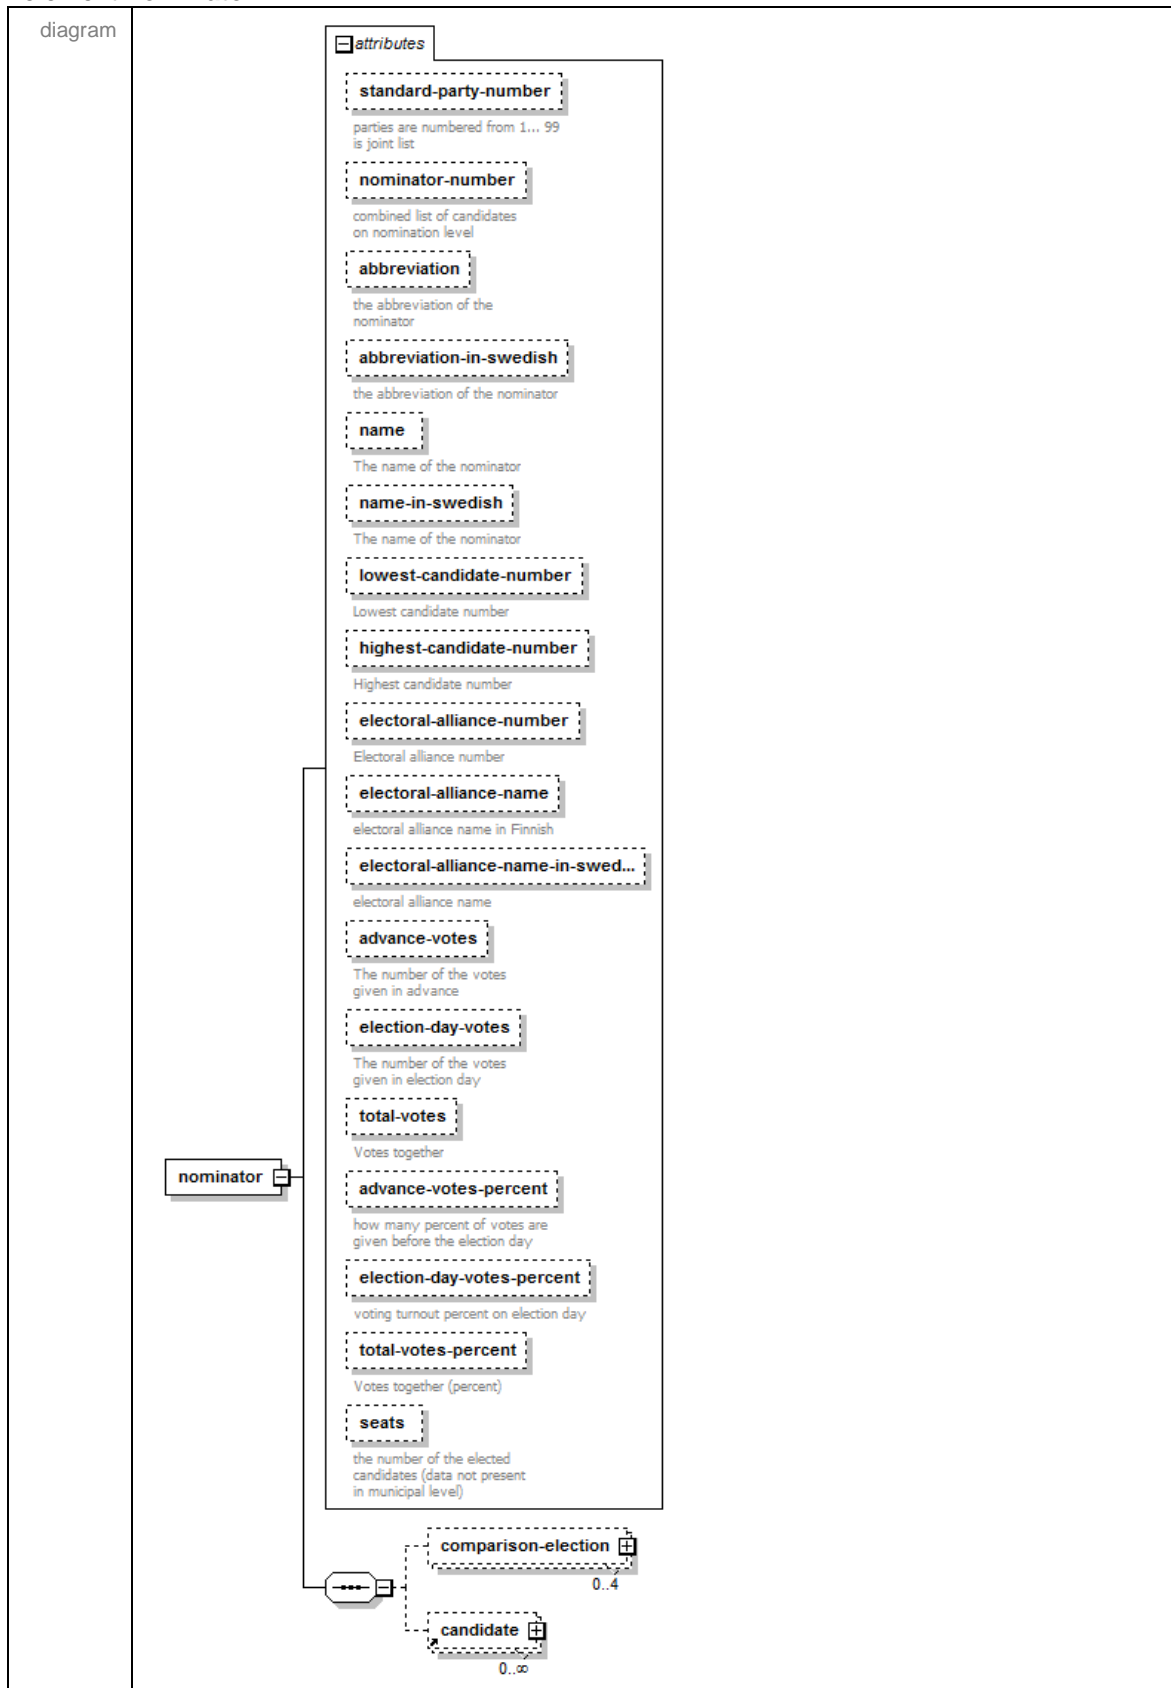 diagram
attributes
standard-party-number
parties are numbered from 1... 99
is joint list
nominator-number
combined list of candidates
on nomination level
abbreviation
the abbreviation of the
nominator
abbreviation-in-swedish
the abbreviation of the nominator
name
The name of the nominator
name-in-swedish
The name of the nominator
lowest-candidate-number
Lowest candidate number
highest-candidate-number
Highest candidate number
electoral-alliance-number
Electoral alliance number
electoral-alliance-name
electoral alliance name in Finnish
electoral-alliance-name-in-swed...
electoral alliance name
advance-votes
The number of the votes
given in advance
election-day-votes
The number of the votes
given in election day
total-votes
Votes together
nominator
advance-votes-percent
how many percent of votes are
given before the election day
election-day-votes-percent
voting turnout percent on election day
total-votes-percent
Votes together (percent)
seats
the number of the elected
candidates (data not present
in municipal level)
comparison-election
0..4
candidate
0..∞